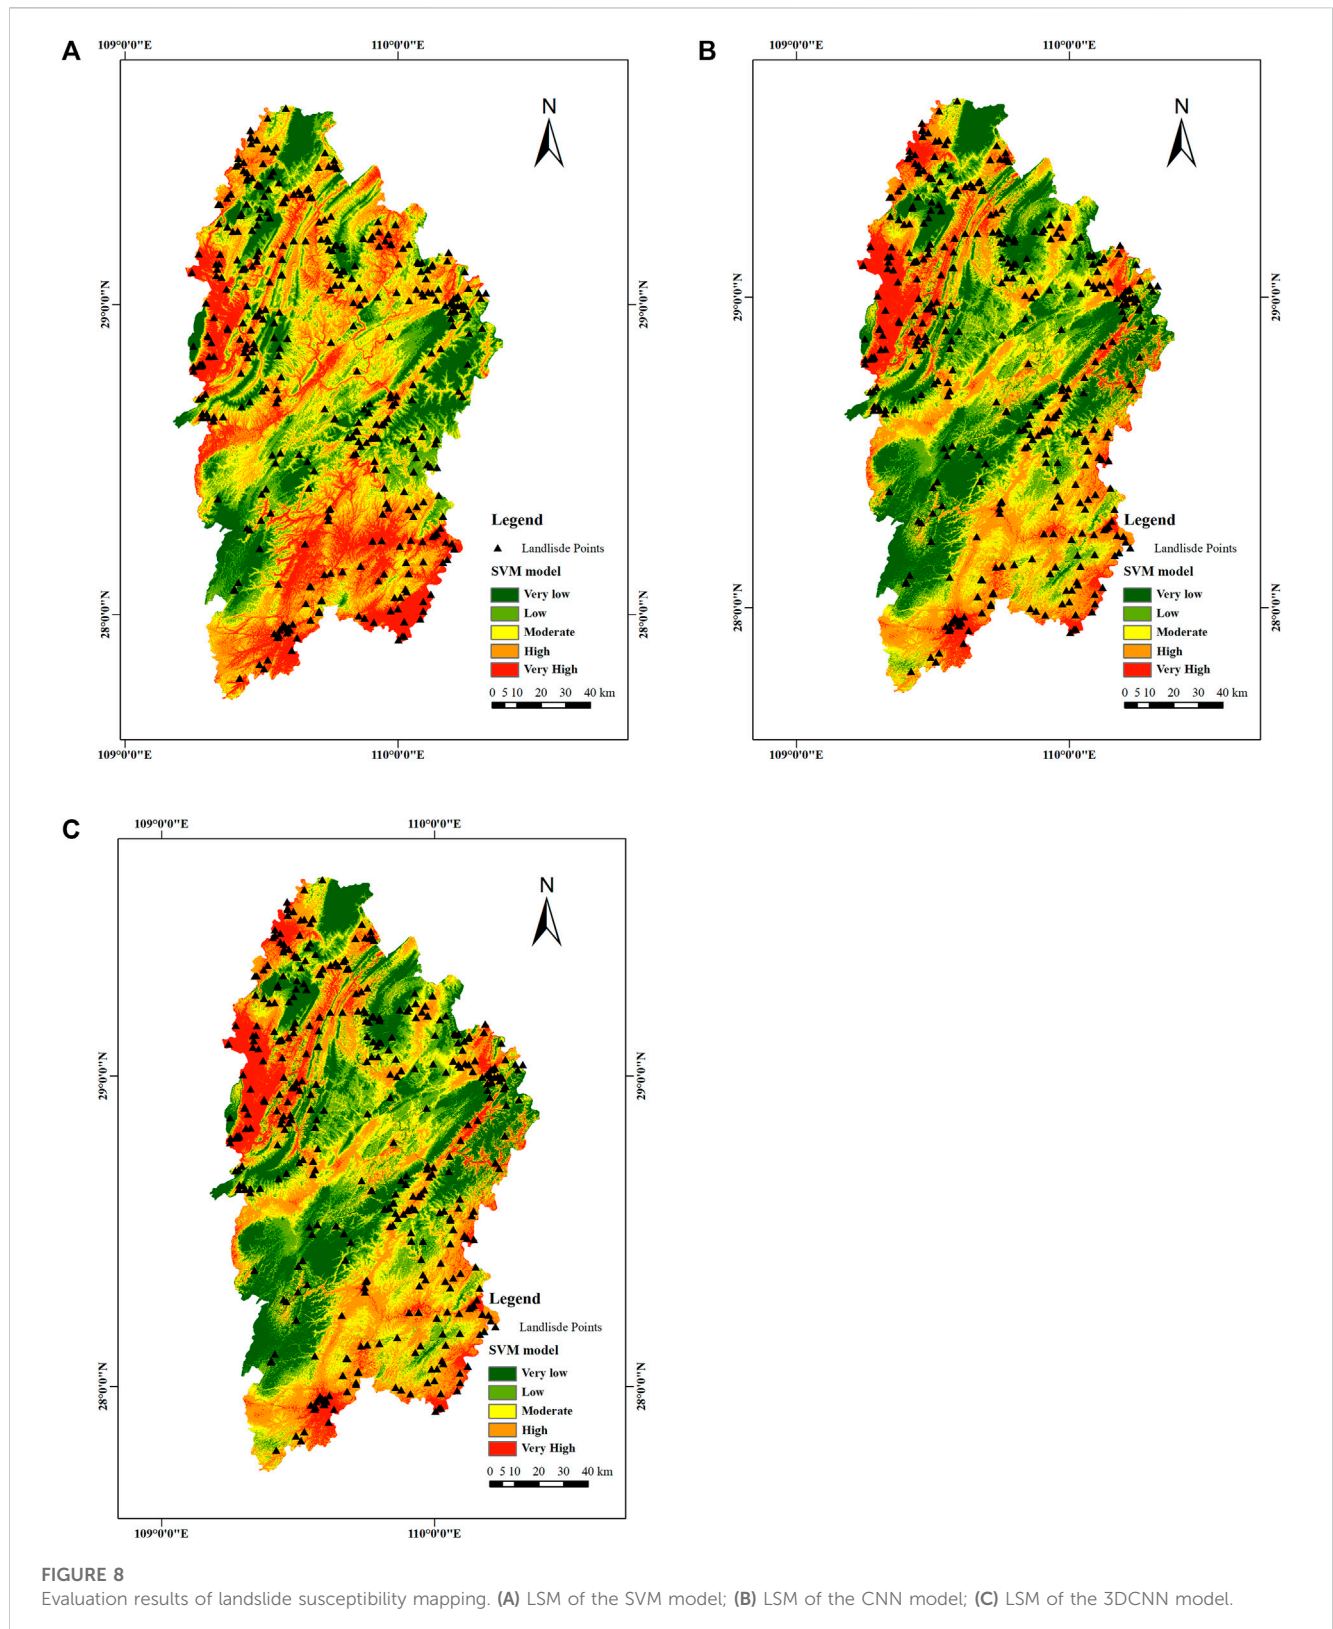 A
109°0'0"E 110°0'0"E
N
29°0'0"N 29°0'0"N
28°0'0"N 28°0'0"N
Legend
Landlisde Points
SVM model
Very low
Low
Moderate
High
Very High
0 5 10 20 30 40 km
109°0'0"E 110°0'0"E
B
109°0'0"E 110°0'0"E
N
29°0'0"N 29°0'0"N
28°0'0"N 28°0'0"N
Legend
Landlisde Points
SVM model
Very low
Low
Moderate
High
Very High
0 5 10 20 30 40 km
109°0'0"E 110°0'0"E
C
109°0'0"E 110°0'0"E
N
29°0'0"N 29°0'0"N
28°0'0"N 28°0'0"N
Legend
Landlisde Points
SVM model
Very low
Low
Moderate
High
Very High
0 5 10 20 30 40 km
109°0'0"E 110°0'0"E
FIGURE 8
Evaluation results of landslide susceptibility mapping. (A) LSM of the SVM model; (B) LSM of the CNN model; (C) LSM of the 3DCNN model.